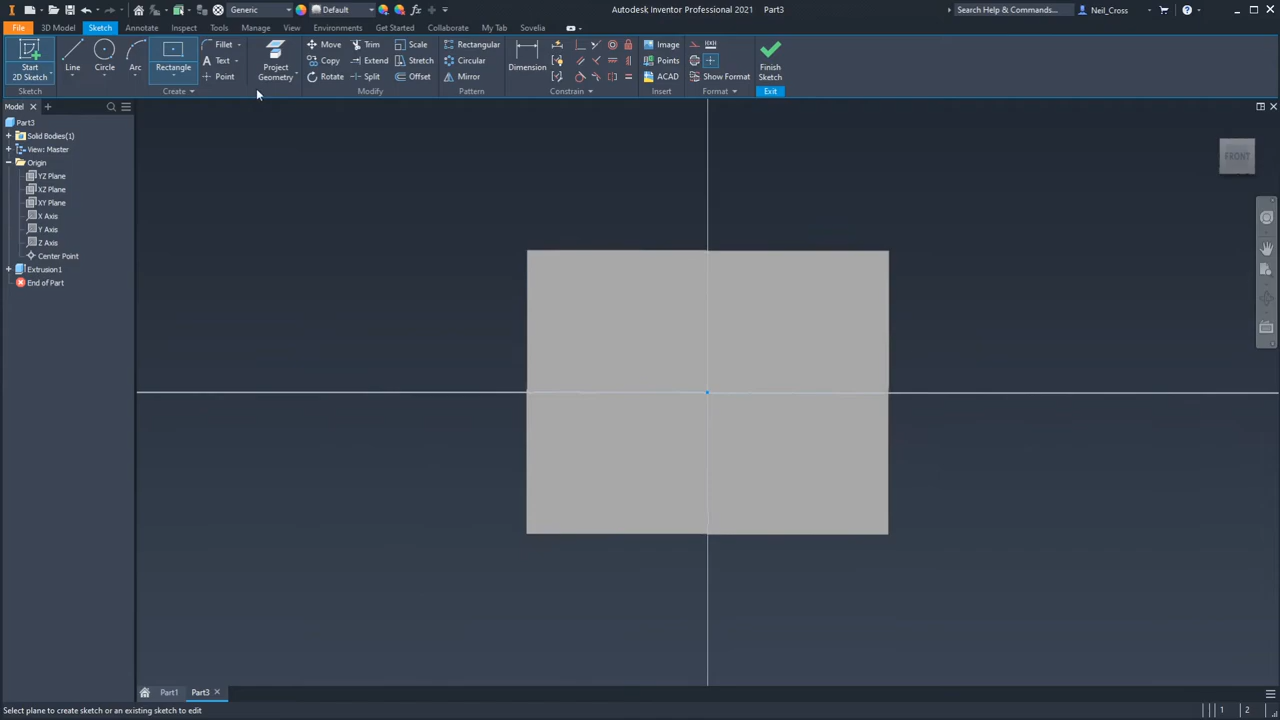 Generic
Default
Autodesk Inventor Professional 2021 Part3
Search Help & Commands...
Neil_Cross
File 3D Model Sketch Annotate Inspect Tools Manage View Environments Get Started Collaborate My Tab Sovelia
Start
2D Sketch
Line
Circle
Arc
Rectangle
Fillet
Text
Point
Project
Geometry
Move
Copy
Rotate
Trim
Extend
Split
Scale
Stretch
Offset
Rectangular
Circular
Mirror
Dimension
Image
Points
ACAD
Show Format
Finish
Sketch
Sketch Create Modify Pattern Constrain Insert Format Exit
Model
Part3
Solid Bodies(1)
View: Master
Origin
YZ Plane
XZ Plane
XY Plane
X Axis
Y Axis
Z Axis
Center Point
Extrusion1
End of Part
FRONT
Part1 Part3
Select plane to create sketch or an existing sketch to edit
1 2